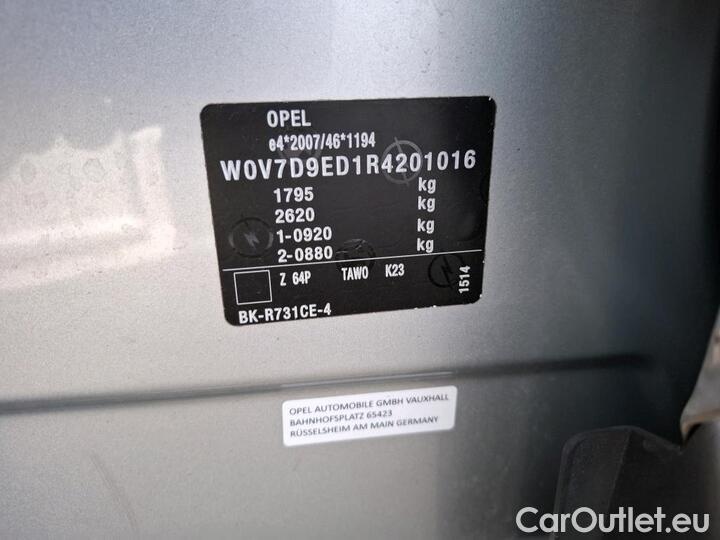 OPEL
e4*2007/46*1194
W0V7D9ED1R4201016
1795 kg
2620 kg
1-0920 kg
2-0880 kg
Z 64P TAWO K23
1514
BK-R731CE-4
OPEL AUTOMOBILE GMBH VAUXHALL
BAHNHOFSPLATZ 65423
RÜSSELSHEIM AM MAIN GERMANY
CarOutlet.eu